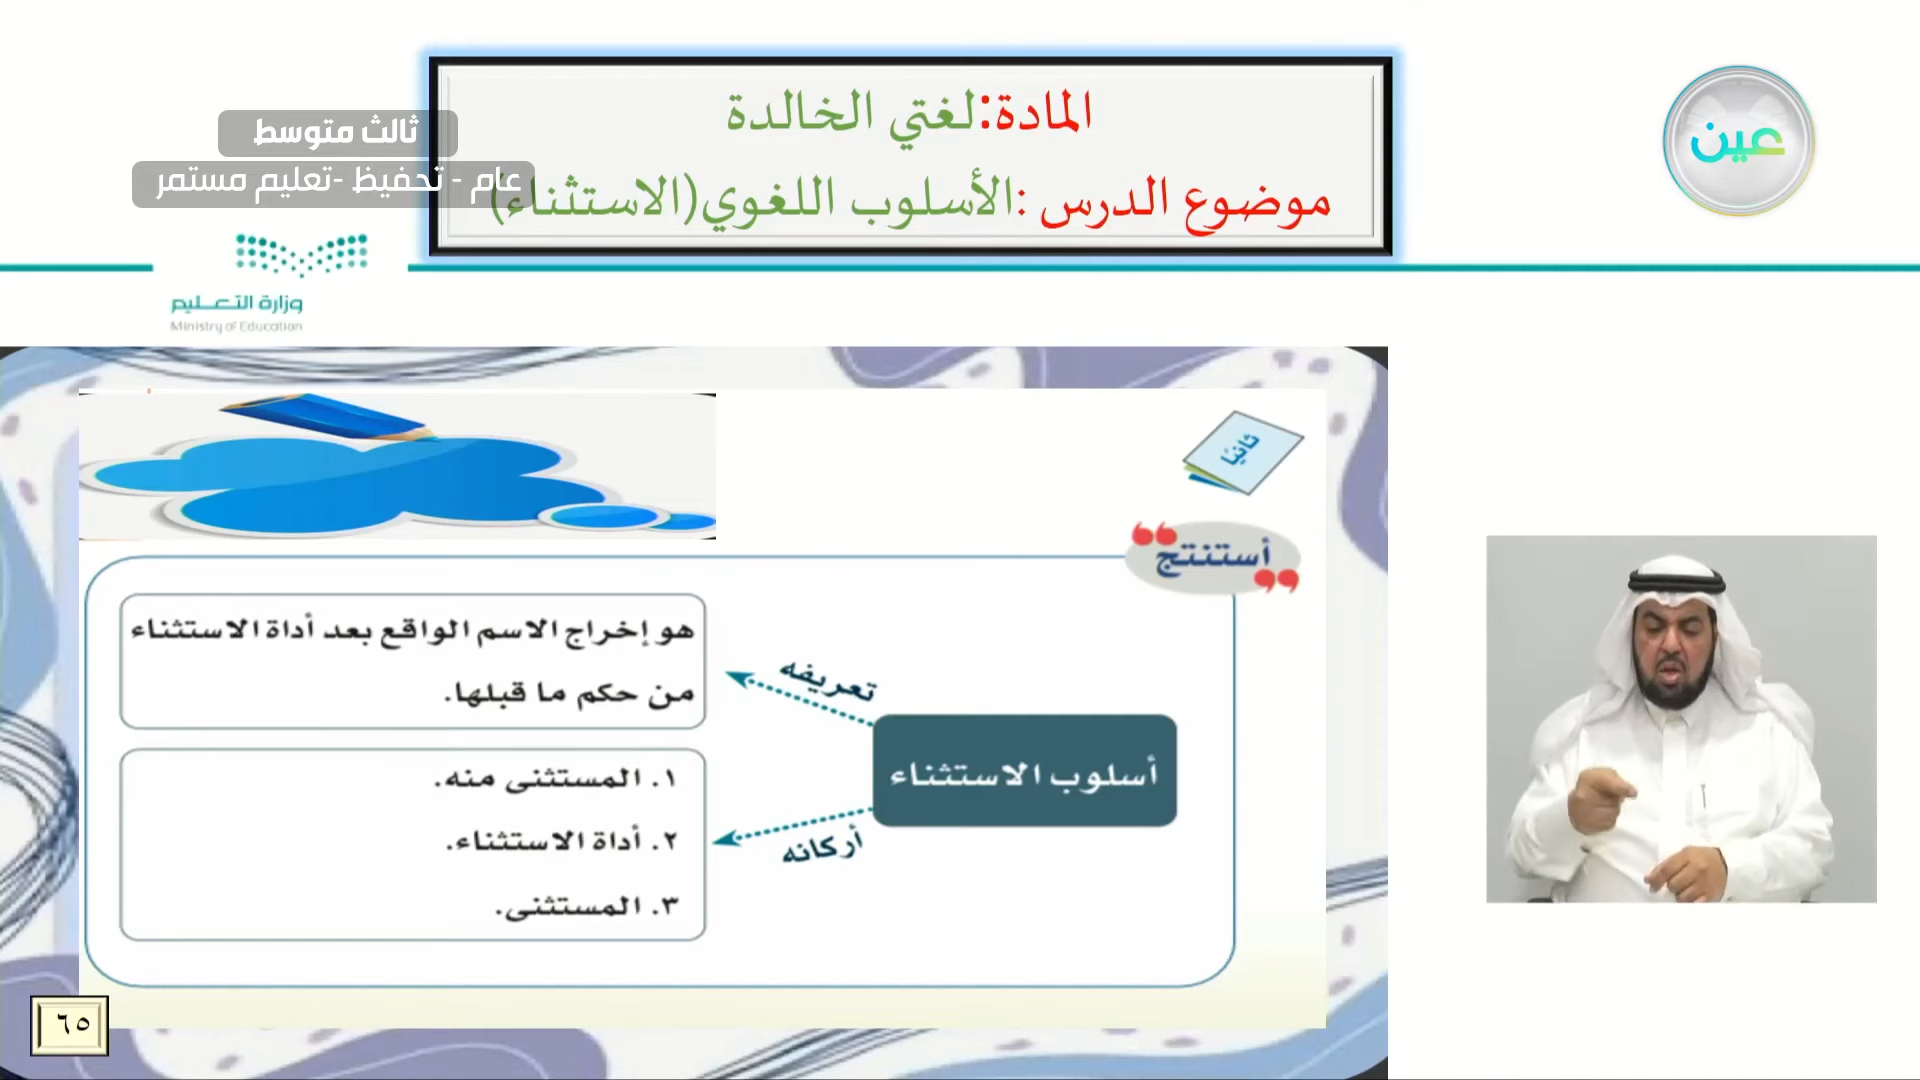 المادة:لغتي الخالدة
موضوع الدرس :الأسلوب اللغوي(الاستثناء)
عين
ثالث متوسط
عام - تحفيظ -تعليم مستمر
وزارة التعليم
Ministry of Education
ثانيًا
أستنتج
هو إخراج الاسم الواقع بعد أداة الاستثناء
من حكم ما قبلها.
تعريفه
أسلوب الاستثناء
أركانه
١. المستثنى منه.
٢. أداة الاستثناء.
٣. المستثنى.
٦٥